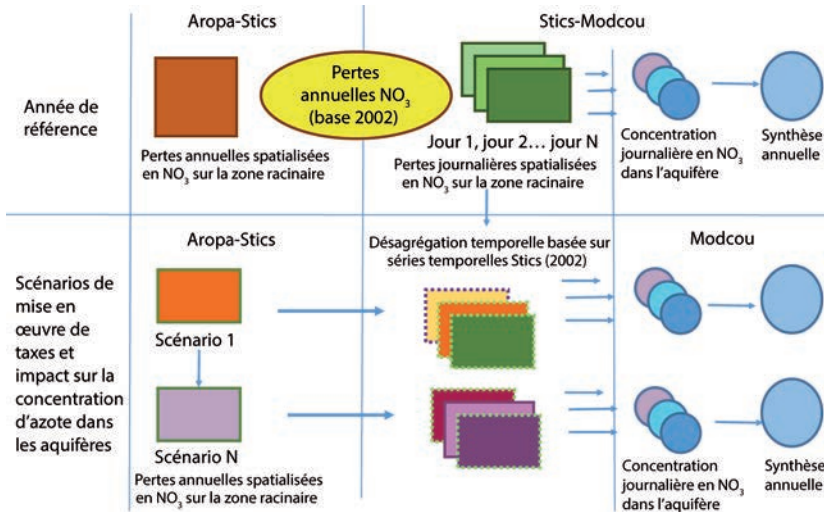 Aropa-Stics
Stics-Modcou
Année de
référence
Pertes
annuelles NO₃
(base 2002)
Jour 1, jour 2... jour N
Pertes annuelles spatialisées
en NO₃ sur la zone racinaire
Pertes journalières spatialisées
en NO₃ sur la zone racinaire
Concentration
journalière en NO₃
dans l'aquifère
Synthèse
annuelle
Aropa-Stics
Désagrégation temporelle basée sur
séries temporelles Stics (2002)
Modcou
Scénarios de
mise en
œuvre de
taxes et
impact sur la
concentration
d'azote dans
les aquifères
Scénario 1
Scénario N
Pertes annuelles spatialisées
en NO₃ sur la zone racinaire
Concentration
journalière en NO₃
dans l'aquifère
Synthèse
annuelle